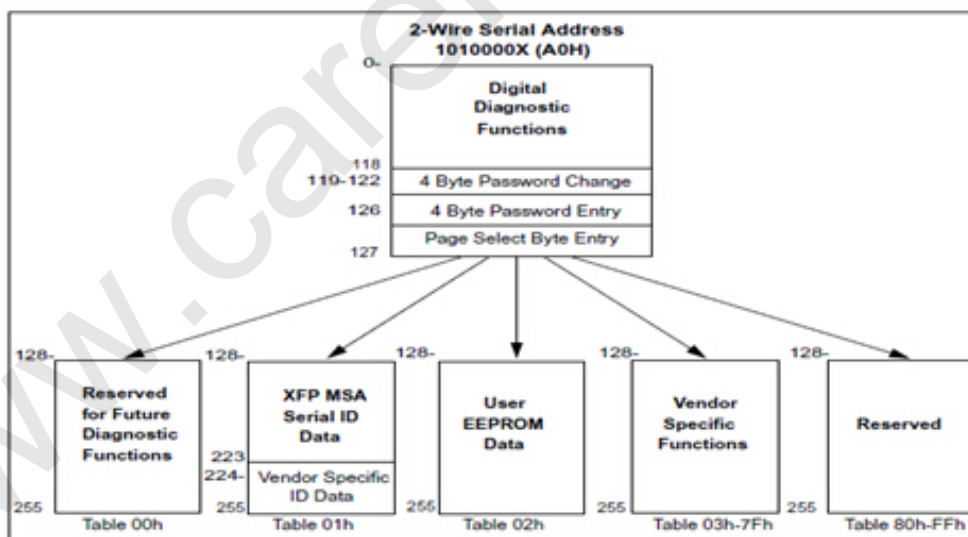 2-Wire Serial Address
1010000X (A0H)
0-
Digital
Diagnostic
Functions
118
119-122
4 Byte Password Change
126
4 Byte Password Entry
Page Select Byte Entry
127
128-
128-
128-
128-
128-
Reserved
for Future
Diagnostic
Functions
XFP MSA
Serial ID
Data
User
EEPROM
Data
Vendor
Specific
Functions
Reserved
223
224-
Vendor Specific
ID Data
255
255
255
255
255
Table 00h
Table 01h
Table 02h
Table 03h-7Fh
Table 80h-FFh
www.care